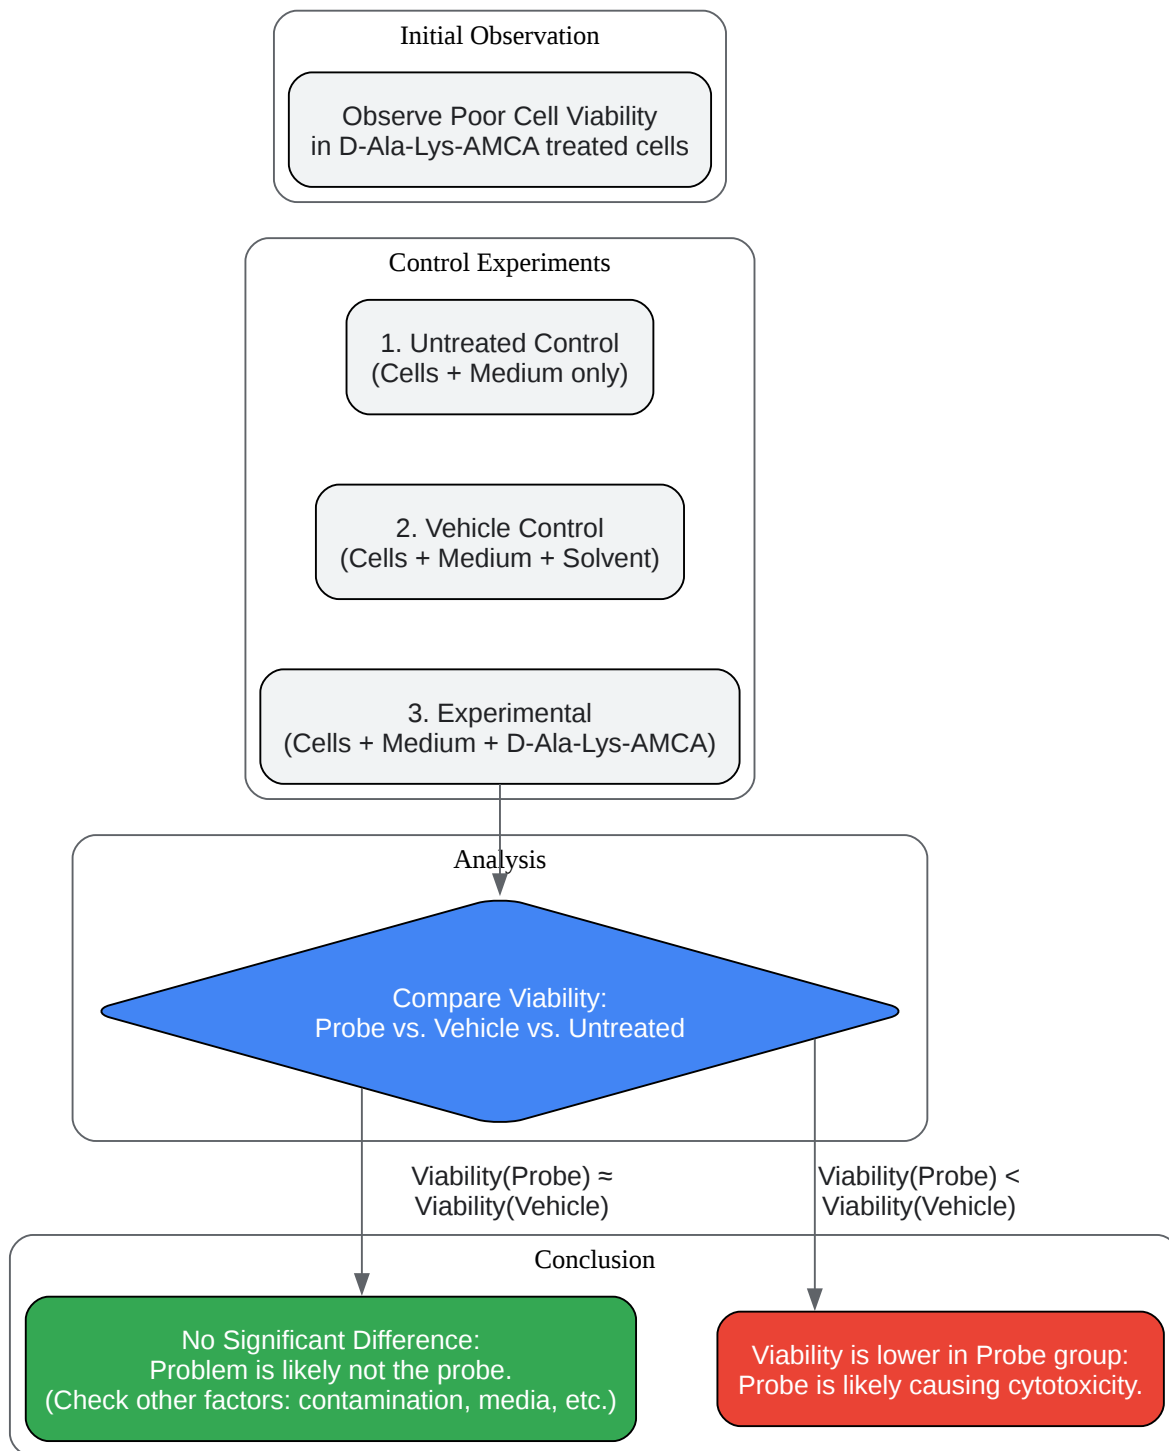 Initial Observation
Observe Poor Cell Viability
in D-Ala-Lys-AMCA treated cells
Control Experiments
1. Untreated Control
(Cells + Medium only)
2. Vehicle Control
(Cells + Medium + Solvent)
3. Experimental
(Cells + Medium + D-Ala-Lys-AMCA)
Analysis
Compare Viability:
Probe vs. Vehicle vs. Untreated
Viability(Probe) ≈
Viability(Vehicle)
Viability(Probe) <
Viability(Vehicle)
Conclusion
No Significant Difference:
Problem is likely not the probe.
(Check other factors: contamination, media, etc.)
Viability is lower in Probe group:
Probe is likely causing cytotoxicity.